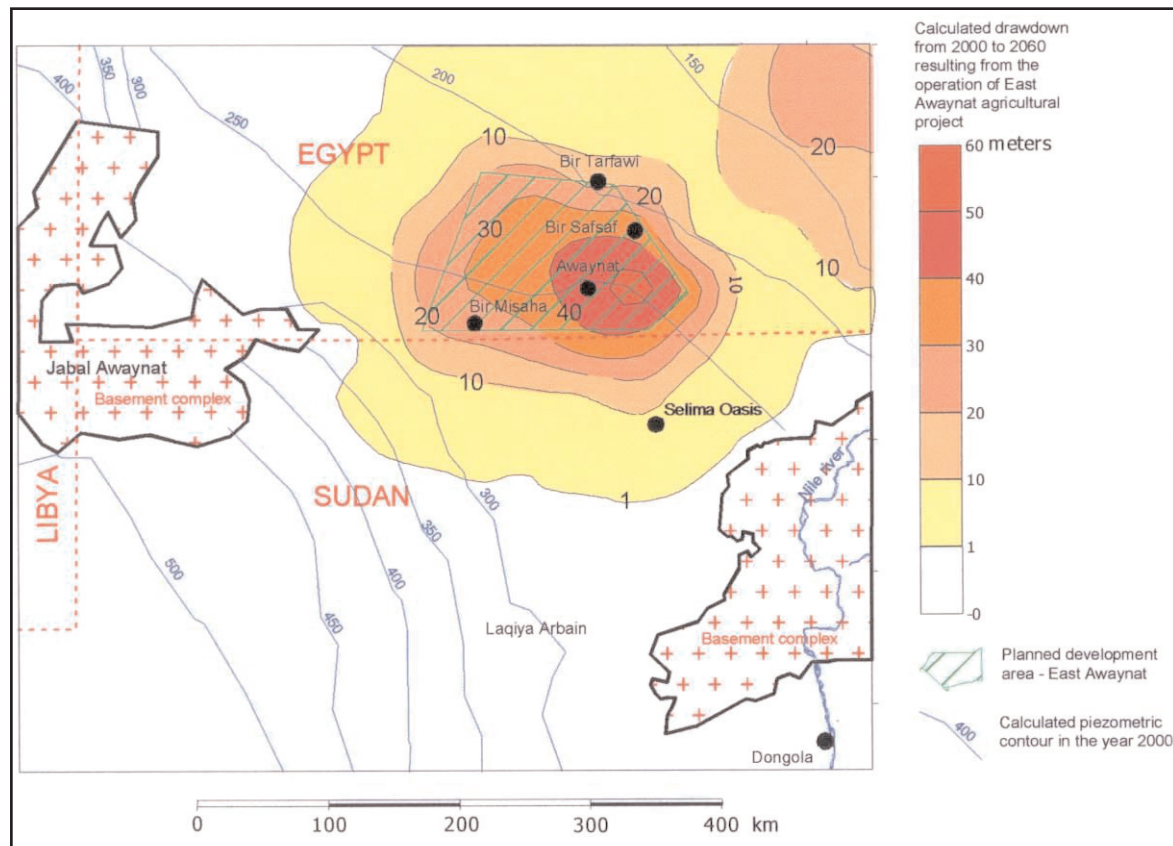 Calculated drawdown
from 2000 to 2060
resulting from the
operation of East
Awaynat agricultural
project
60 meters
50
40
30
20
10
1
-0
Planned development
area - East Awaynat
400
Calculated piezometric
contour in the year 2000
400
350
300
250
200
150
EGYPT
10
Bir Tarfawi
20
20
30
Bir Safsaf
Awaynat
10
10
Bir Misaha
20
40
10
Jabal Awaynat
Basement complex
Selima Oasis
LIBYA
SUDAN
300
1
Nile river
350
500
400
450
Laqiya Arbain
Basement complex
Dongola
0 100 200 300 400 km